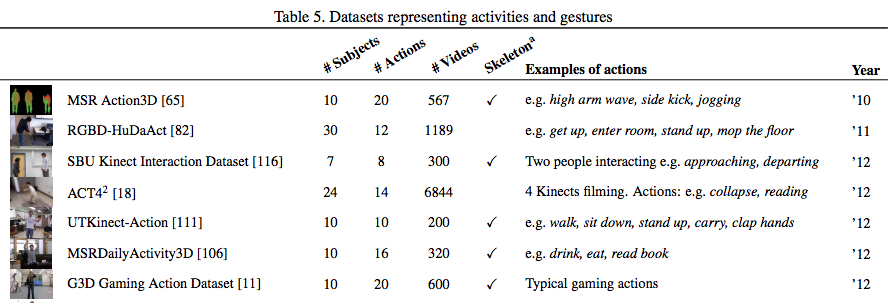 Table 5. Datasets representing activities and gestures
# Subjects # Actions # Videos Skeletonᵃ Examples of actions Year
MSR Action3D [65] 10 20 567 ✓ e.g. high arm wave, side kick, jogging ’10
RGBD-HuDaAct [82] 30 12 1189 e.g. get up, enter room, stand up, mop the floor ’11
SBU Kinect Interaction Dataset [116] 7 8 300 ✓ Two people interacting e.g. approaching, departing ’12
ACT4² [18] 24 14 6844 4 Kinects filming. Actions: e.g. collapse, reading ’12
UTKinect-Action [111] 10 10 200 ✓ e.g. walk, sit down, stand up, carry, clap hands ’12
MSRDailyActivity3D [106] 10 16 320 ✓ e.g. drink, eat, read book ’12
G3D Gaming Action Dataset [11] 10 20 600 ✓ Typical gaming actions ’12